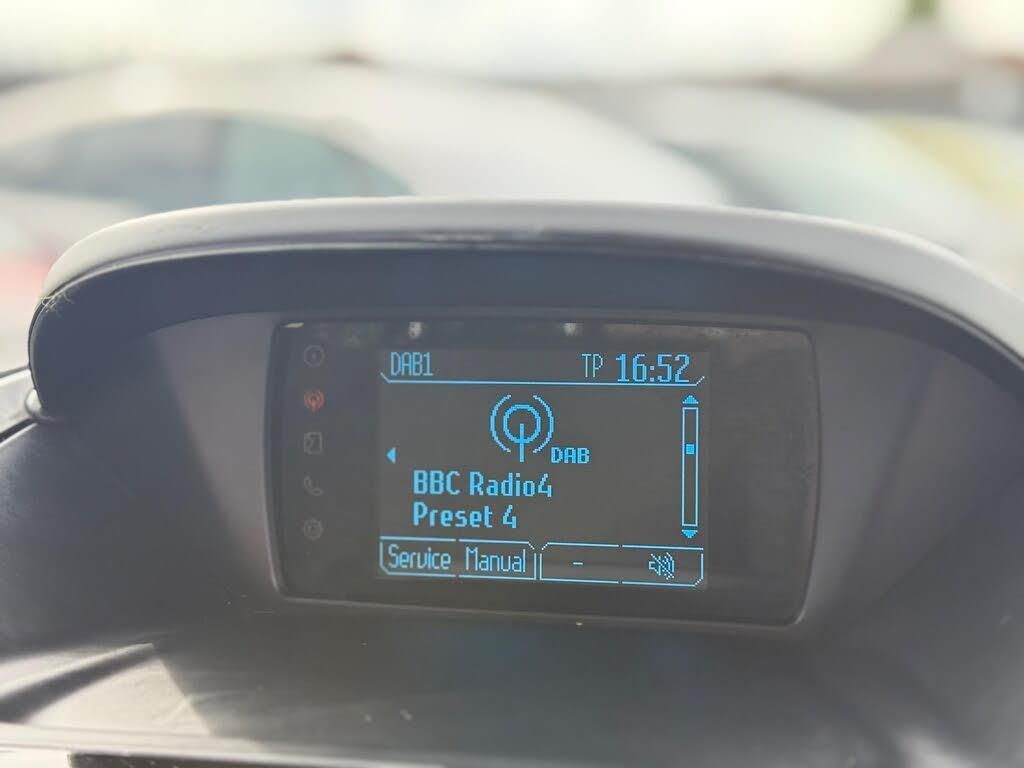 DAB1 TP 16:52
DAB
BBC Radio4
Preset 4
Service Manual -